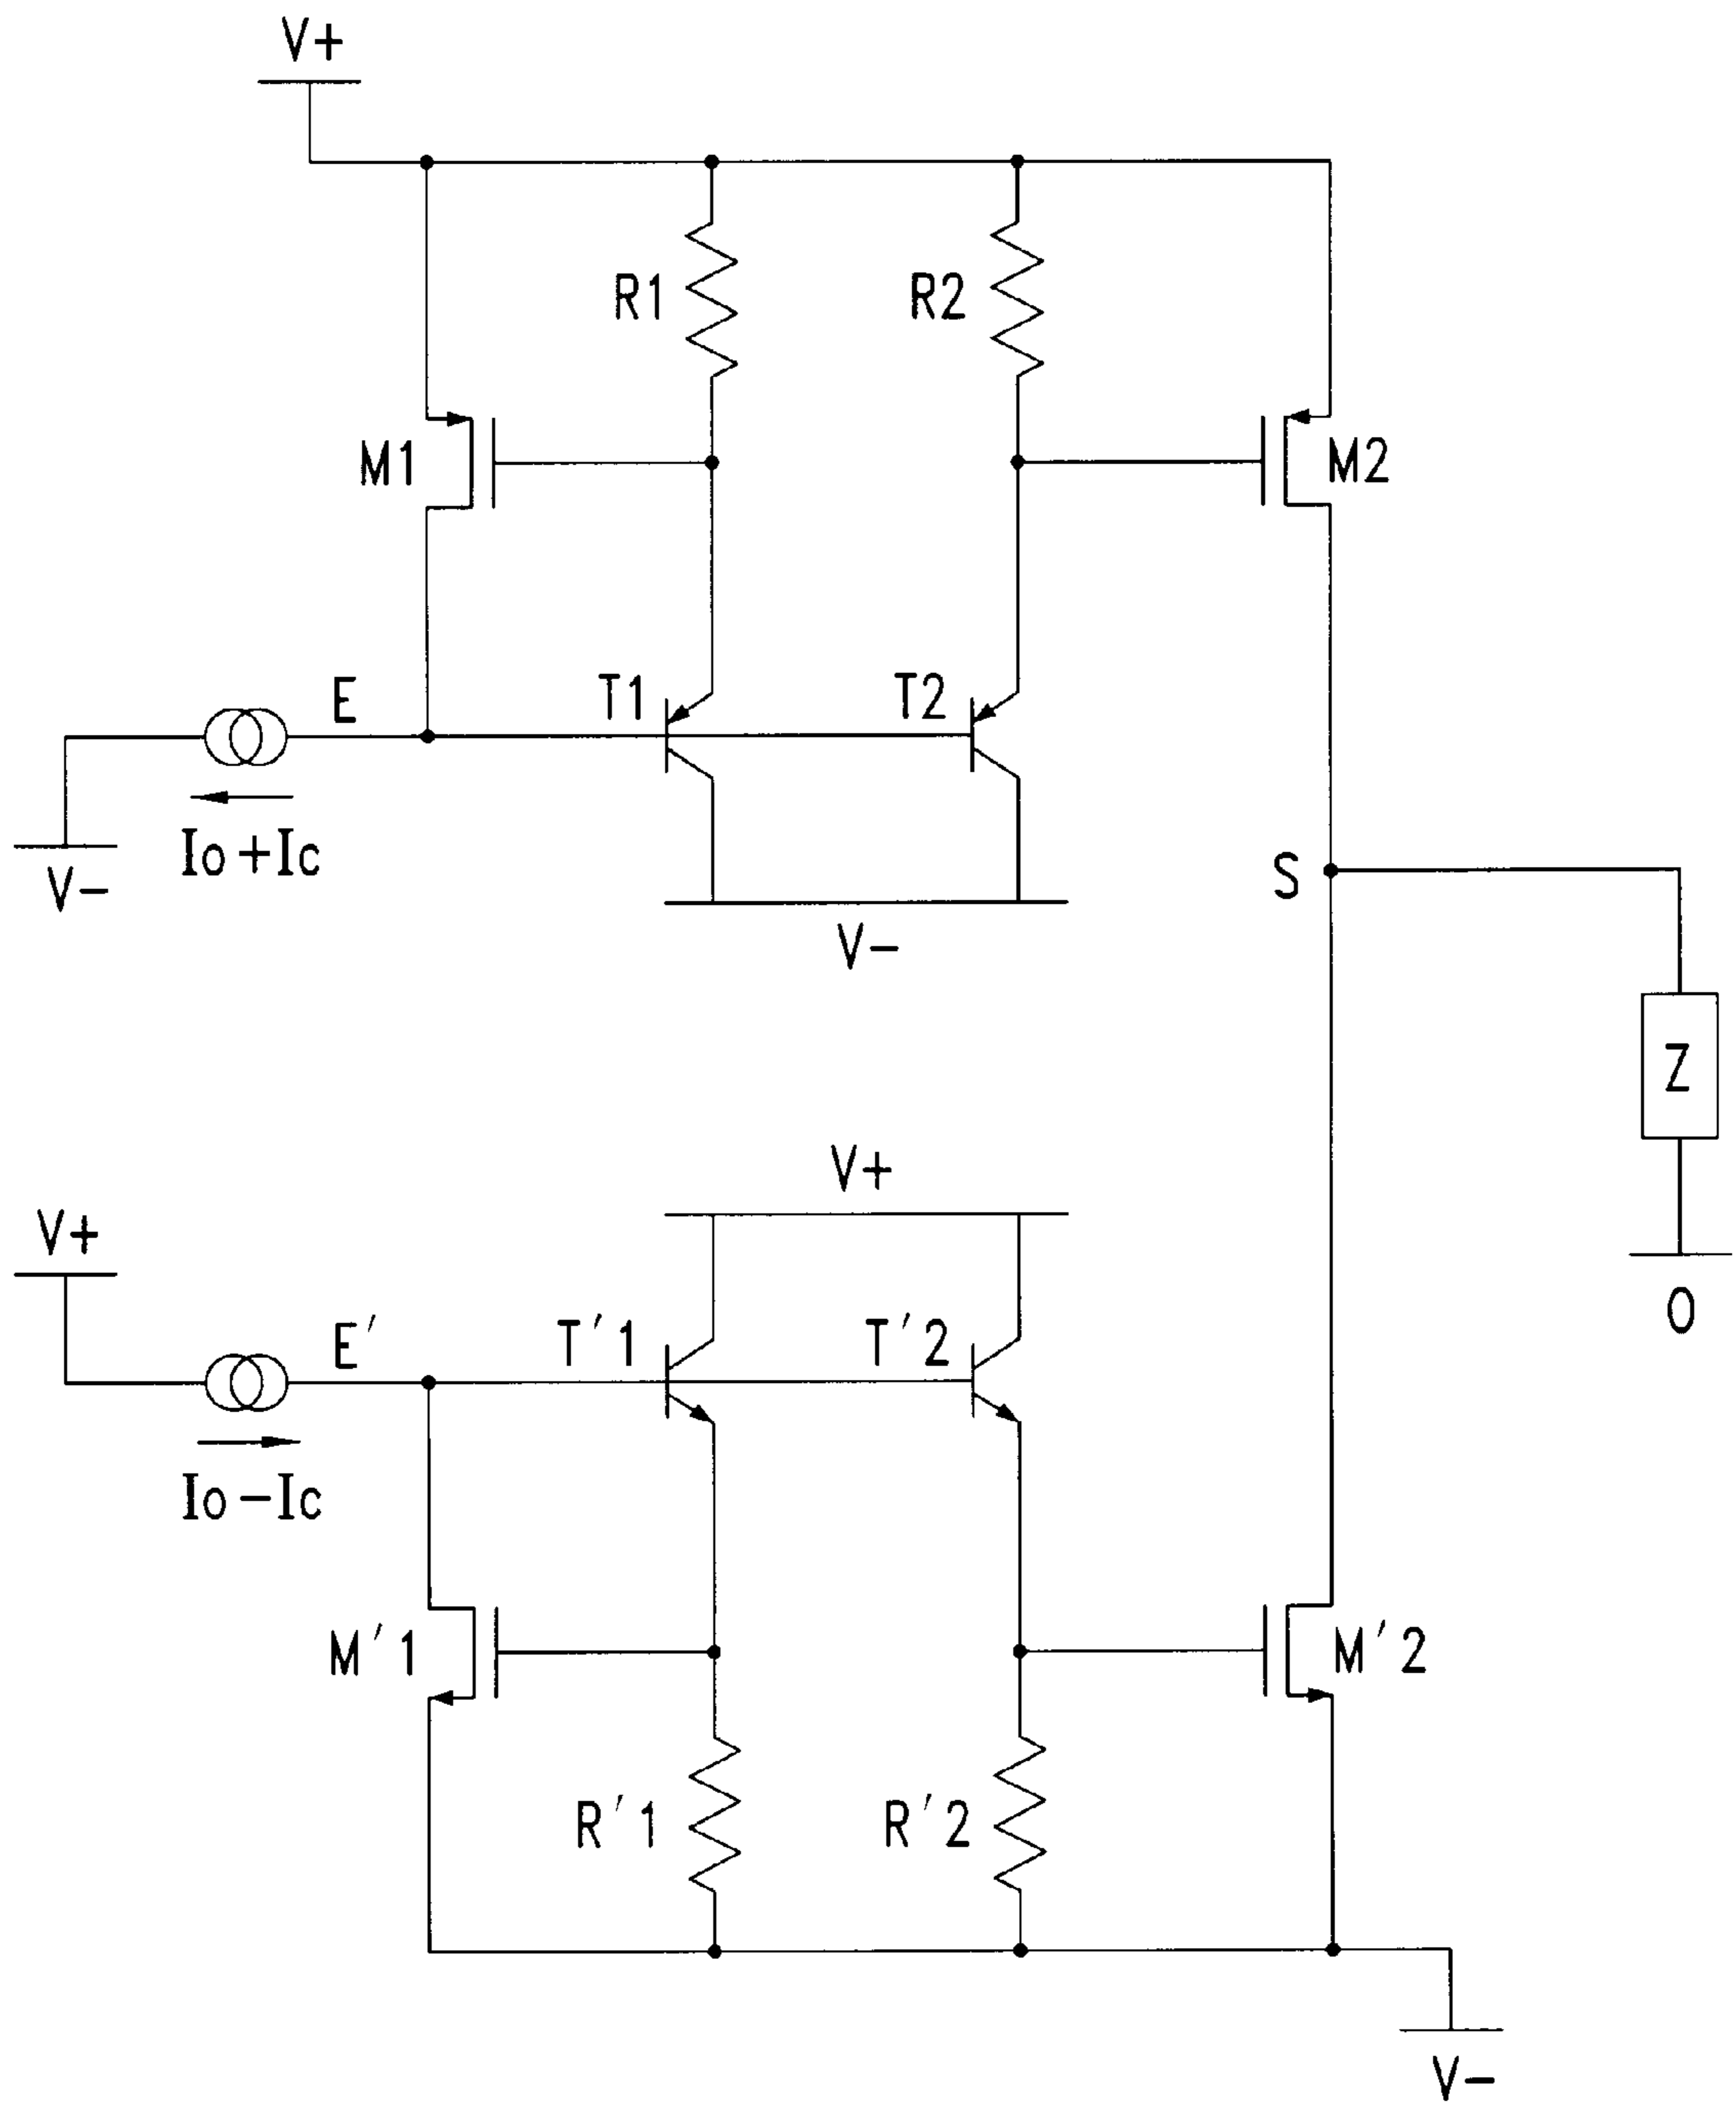 V+
R1
R2
M1
M2
E
T1
T2
Io+Ic
V-
S
V-
Z
V+
V+
O
E'
T'1
T'2
Io-Ic
M'1
M'2
R'1
R'2
V-